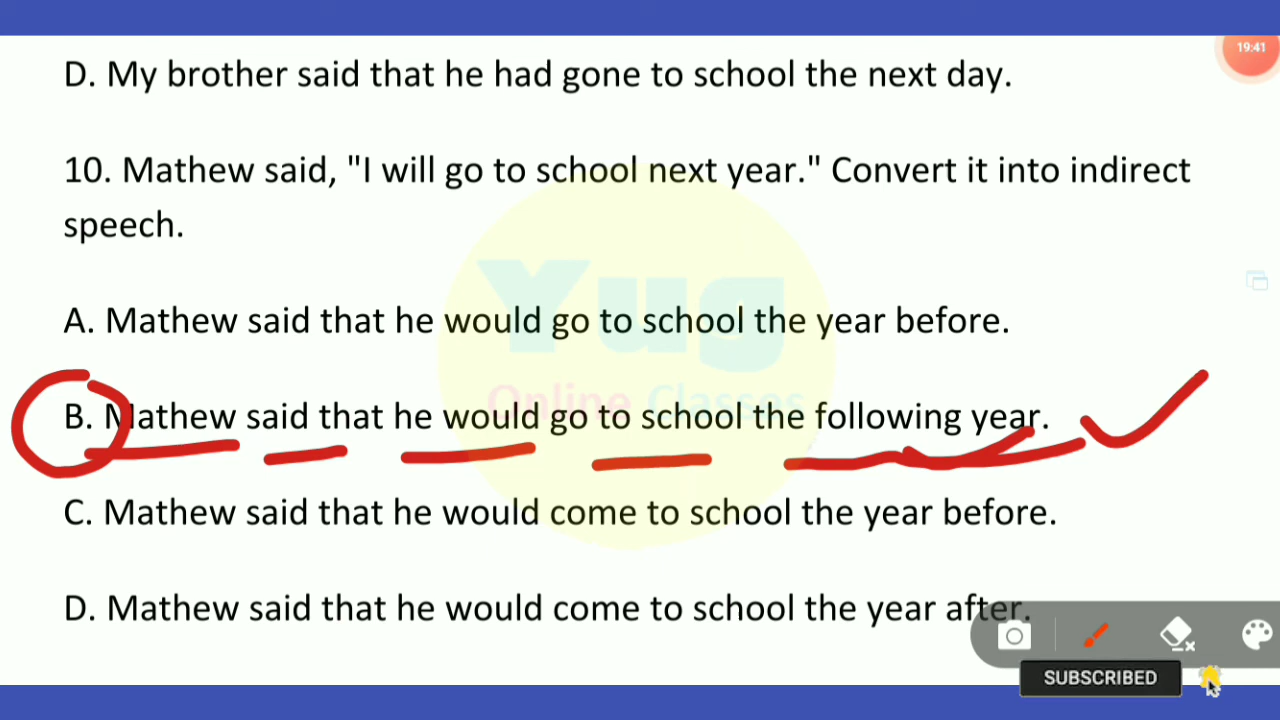 19:41
D. My brother said that he had gone to school the next day.
10. Mathew said, "I will go to school next year." Convert it into indirect
speech.
A. Mathew said that he would go to school the year before.
Yug
Online Classes
B. Mathew said that he would go to school the following year.
C. Mathew said that he would come to school the year before.
D. Mathew said that he would come to school the year after.
SUBSCRIBED